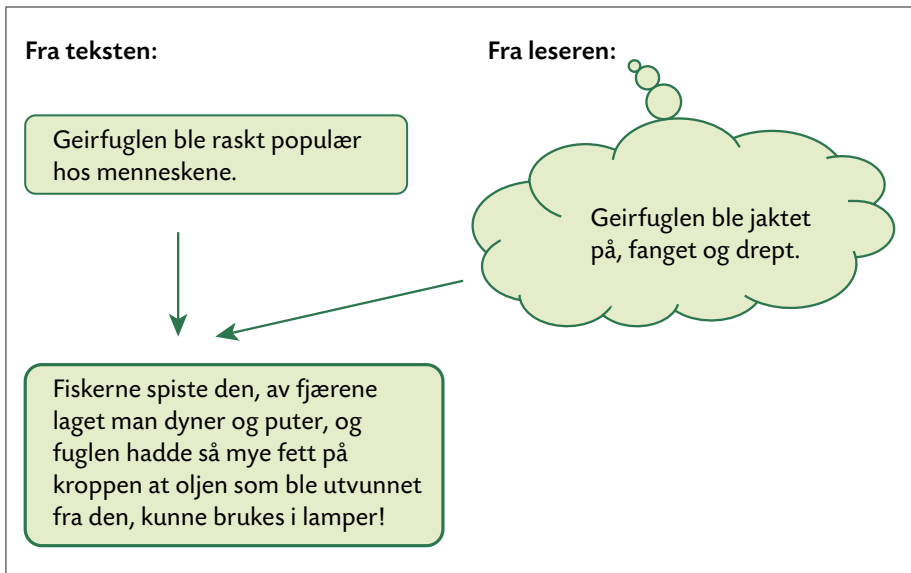 Fra teksten:
Fra leseren:
Geirfuglen ble raskt populær
hos menneskene.
Geirfuglen ble jaktet
på, fanget og drept.
Fiskerne spiste den, av fjærene
laget man dyner og puter, og
fuglen hadde så mye fett på
kroppen at oljen som ble utvunnet
fra den, kunne brukes i lamper!